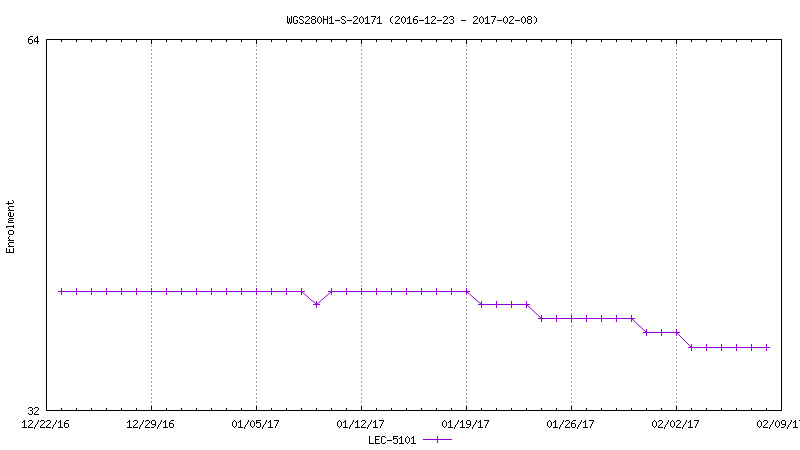 WGS280H1-S-20171 (2016-12-23 - 2017-02-08)
64
Enrolment
32
12/22/16 12/29/16 01/05/17 01/12/17 01/19/17 01/26/17 02/02/17 02/09/1
LEC-5101